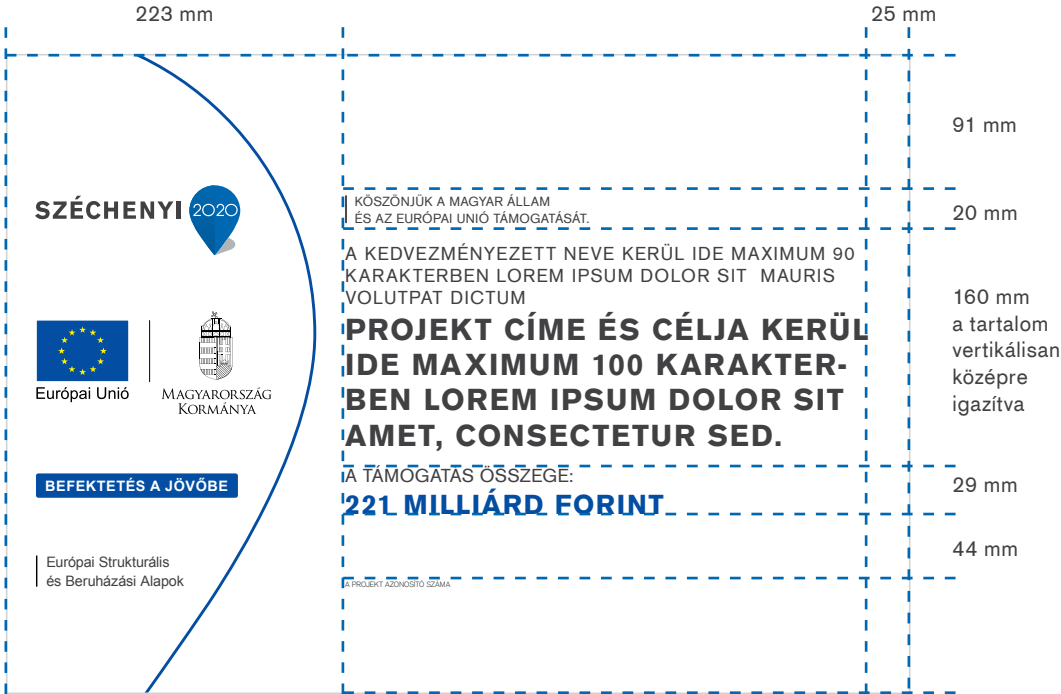 223 mm
25 mm
91 mm
SZÉCHENYI 2020
KÖSZÖNJÜK A MAGYAR ÁLLAM
ÉS AZ EURÓPAI UNIÓ TÁMOGATÁSÁT.
20 mm
A KEDVEZMÉNYEZETT NEVE KERÜL IDE MAXIMUM 90
KARAKTERBEN LOREM IPSUM DOLOR SIT MAURIS
VOLUTPAT DICTUM
PROJEKT CÍME ÉS CÉLJA KERÜL
IDE MAXIMUM 100 KARAKTER-
BEN LOREM IPSUM DOLOR SIT
AMET, CONSECTETUR SED.
160 mm
a tartalom
vertikálisan
középre
igazítva
Európai Unió
MAGYARORSZÁG
KORMÁNYA
BEFEKTETÉS A JÖVŐBE
A TÁMOGATÁS ÖSSZEGE:
221 MILLIÁRD FORINT
29 mm
44 mm
Európai Strukturális
és Beruházási Alapok
A PROJEKT AZONOSÍTÓ SZÁMA